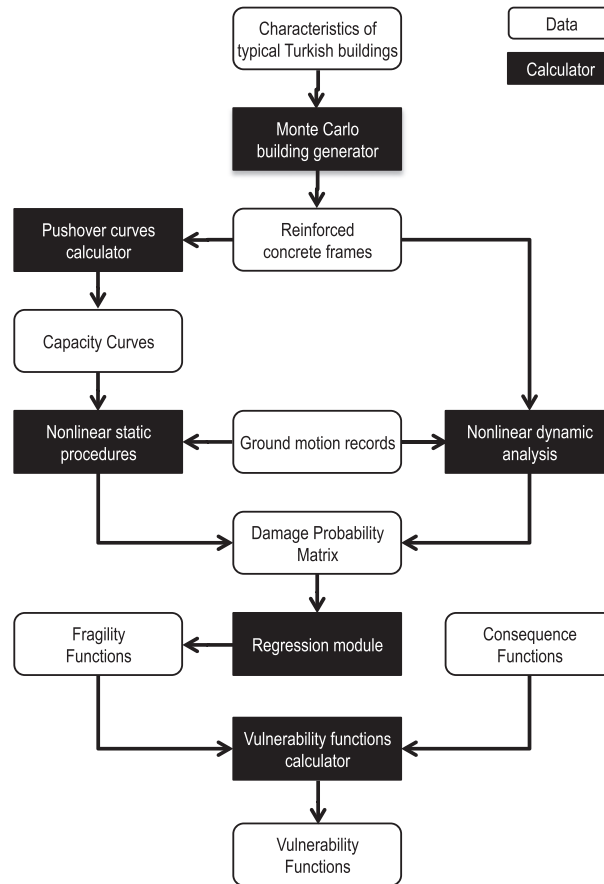 Characteristics of
typical Turkish buildings
Data
Calculator
Monte Carlo
building generator
Pushover curves
calculator
Reinforced
concrete frames
Capacity Curves
Nonlinear static
procedures
Ground motion records
Nonlinear dynamic
analysis
Damage Probability
Matrix
Fragility
Functions
Regression module
Consequence
Functions
Vulnerability functions
calculator
Vulnerability
Functions